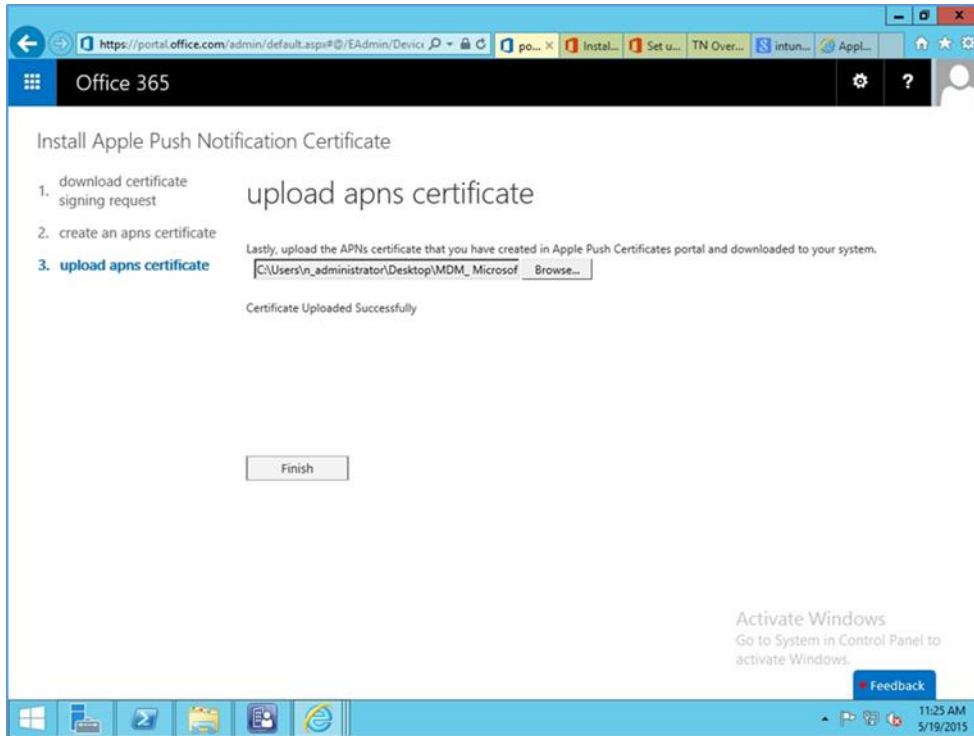 https://portal.office.com/admin/default.aspx#@/EAdmin/Devic
po...
Instal...
Set u...
TN Over...
intun...
Appl...
Office 365
?
Install Apple Push Notification Certificate
1. download certificate
signing request
2. create an apns certificate
3. upload apns certificate
upload apns certificate
Lastly, upload the APNs certificate that you have created in Apple Push Certificates portal and downloaded to your system.
C:\Users\n_administrator\Desktop\MDM_ Microsof
Browse...
Certificate Uploaded Successfully
Finish
Activate Windows
Go to System in Control Panel to
activate Windows.
Feedback
11:25 AM
5/19/2015